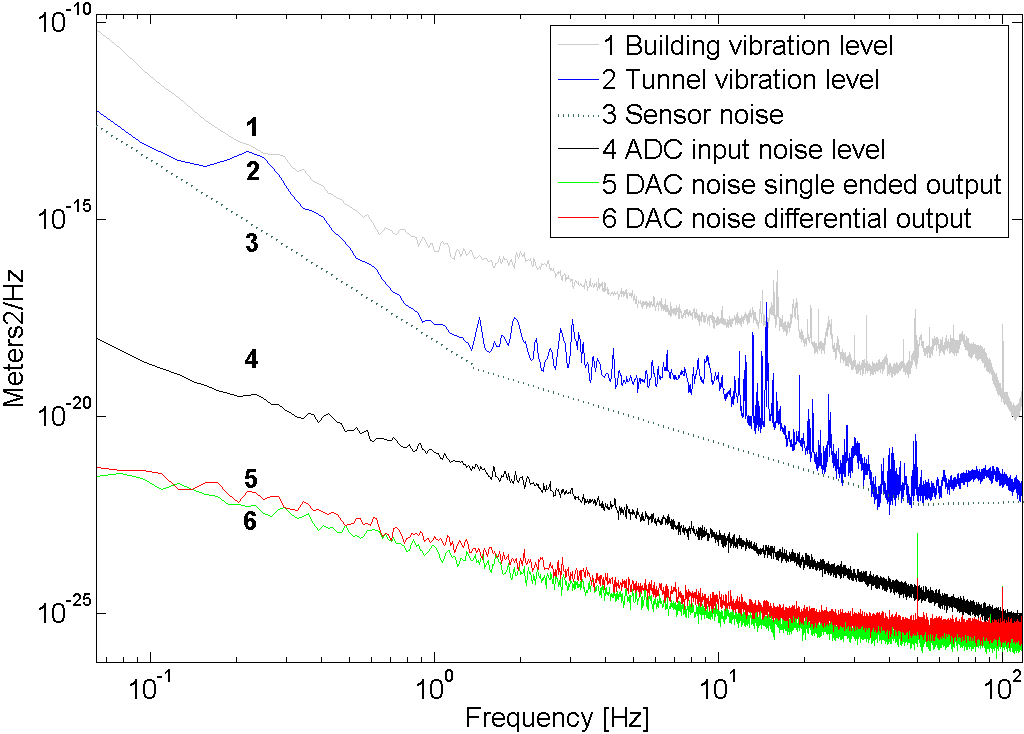 10^-10
10^-15
10^-20
10^-25
Meters2/Hz
1 Building vibration level
2 Tunnel vibration level
3 Sensor noise
4 ADC input noise level
5 DAC noise single ended output
6 DAC noise differential output
1
2
3
4
5
6
10^-1
10^0
10^1
10^2
Frequency [Hz]